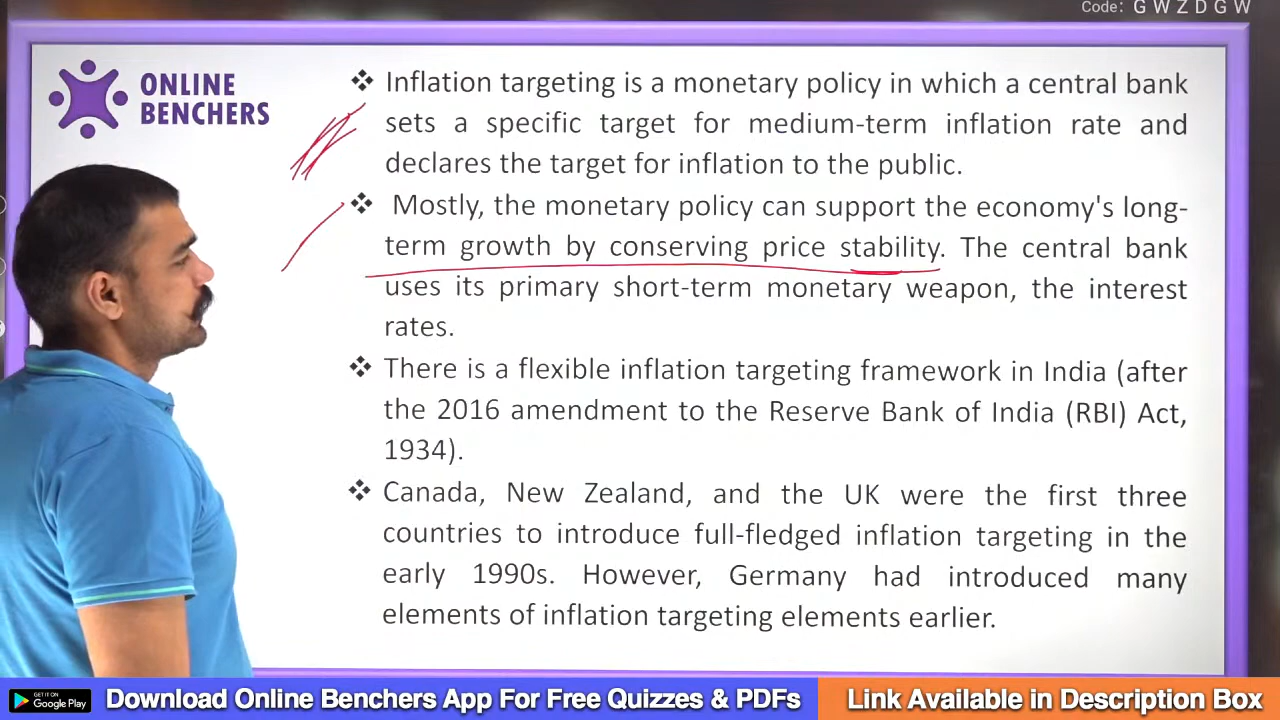 Code: G W Z D G W
ONLINE
BENCHERS
❖ Inflation targeting is a monetary policy in which a central bank
sets a specific target for medium-term inflation rate and
declares the target for inflation to the public.
❖ Mostly, the monetary policy can support the economy's long-
term growth by conserving price stability. The central bank
uses its primary short-term monetary weapon, the interest
rates.
❖ There is a flexible inflation targeting framework in India (after
the 2016 amendment to the Reserve Bank of India (RBI) Act,
1934).
❖ Canada, New Zealand, and the UK were the first three
countries to introduce full-fledged inflation targeting in the
early 1990s. However, Germany had introduced many
elements of inflation targeting elements earlier.
GET IT ON
Google Play
Download Online Benchers App For Free Quizzes & PDFs
Link Available in Description Box